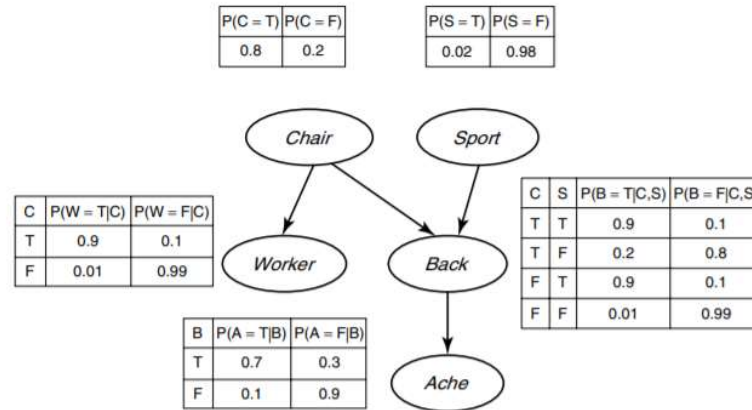 P(C = T) P(C = F)
0.8 0.2
P(S = T) P(S = F)
0.02 0.98
Chair
Sport
C P(W = T|C) P(W = F|C)
T 0.9 0.1
F 0.01 0.99
Worker
Back
C S P(B = T|C,S) P(B = F|C,S
T T 0.9 0.1
T F 0.2 0.8
F T 0.9 0.1
F F 0.01 0.99
B P(A = T|B) P(A = F|B)
T 0.7 0.3
F 0.1 0.9
Ache